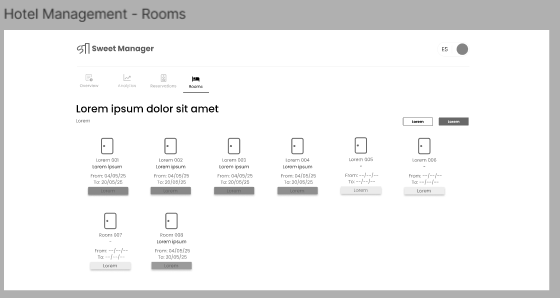 Hotel Management - Rooms
Sweet Manager
ES
Overview Analytics Reservations Rooms
Lorem ipsum dolor sit amet
Lorem
Lorem Lorem
Lorem 001 Lorem 002 Lorem 003 Lorem 004 Lorem 005 Lorem 006
Lorem ipsum Lorem ipsum Lorem ipsum Lorem ipsum - -
From: 04/05/25 From: 04/05/25 From: 04/05/25 From: 04/05/25 From: --/--/-- From: --/--/--
To: 20/05/25 To: 20/05/25 To: 20/05/25 To: 20/05/25 To: --/--/-- To: --/--/--
Lorem Lorem Lorem Lorem Lorem Lorem
Room 007 Room 008
- Lorem ipsum
From: --/--/-- From: 04/05/25
To: --/--/-- To: 20/05/25
Lorem Lorem